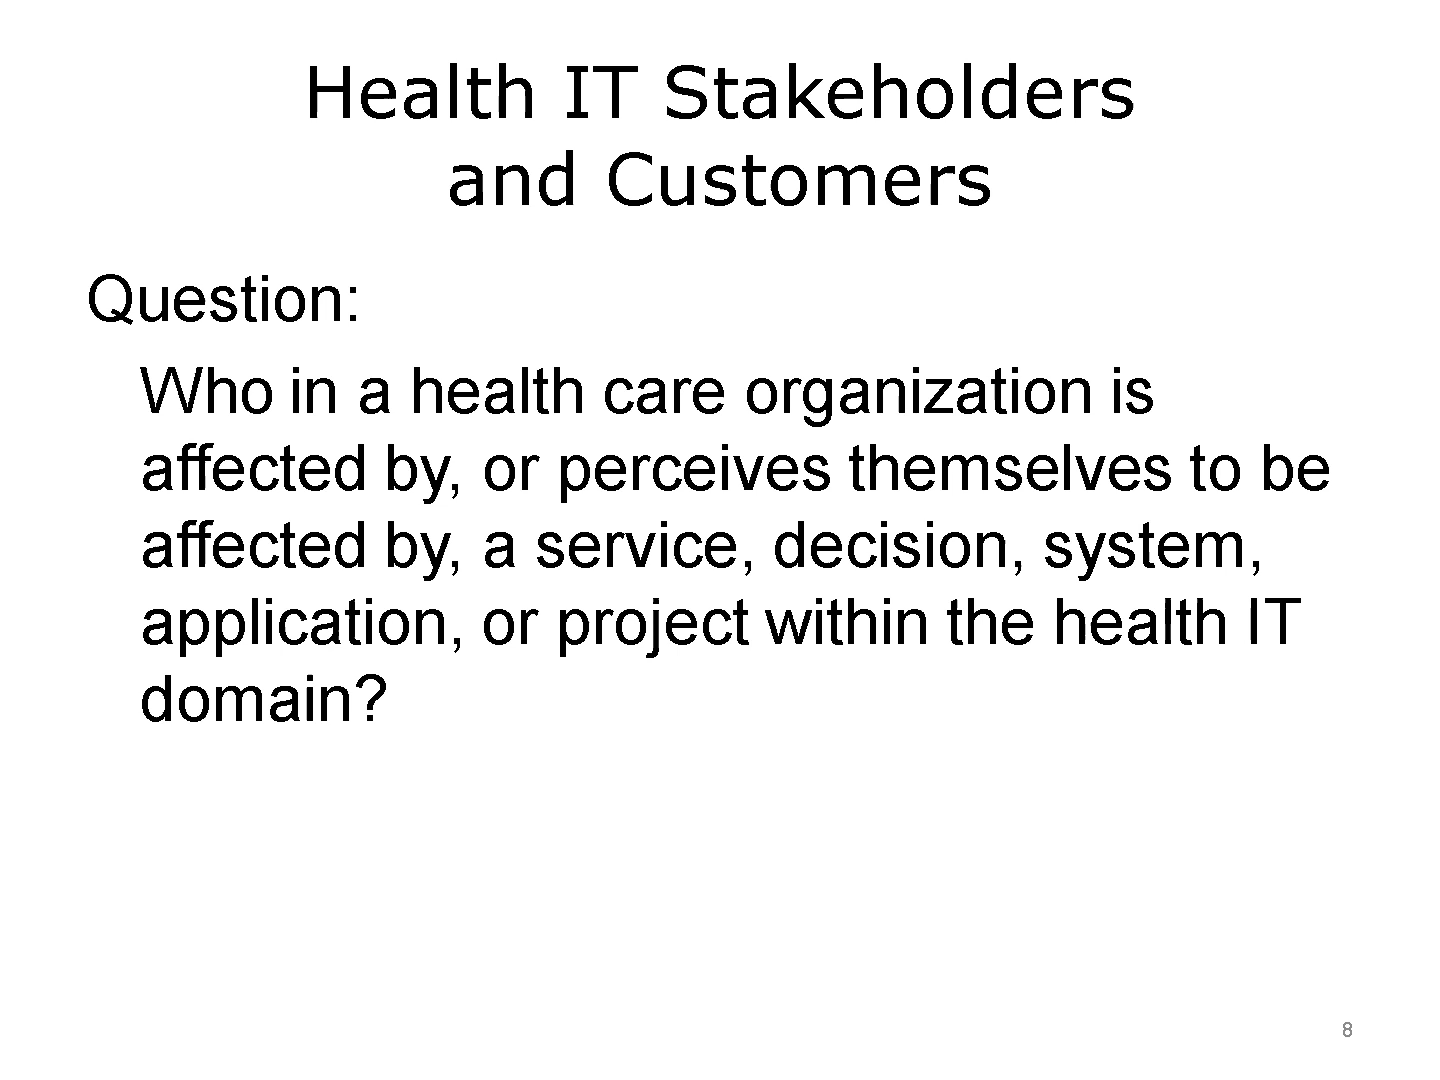 Health IT Stakeholders
and Customers
Question:
Who in a health care organization is
affected by, or perceives themselves to be
affected by, a service, decision, system,
application, or project within the health IT
domain?
8